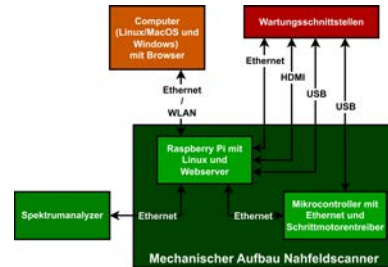 Computer
(Linux/MacOS und
Windows)
mit Browser
Wartungsschnittstellen
Ethernet
HDMI
USB
USB
Ethernet
/
WLAN
Raspberry Pi mit
Linux und
Webserver
Spektrumanalyzer
Ethernet
Ethernet
Mikrocontroller mit
Ethernet und
Schrittmotorentreiber
Mechanischer Aufbau Nahfeldscanner